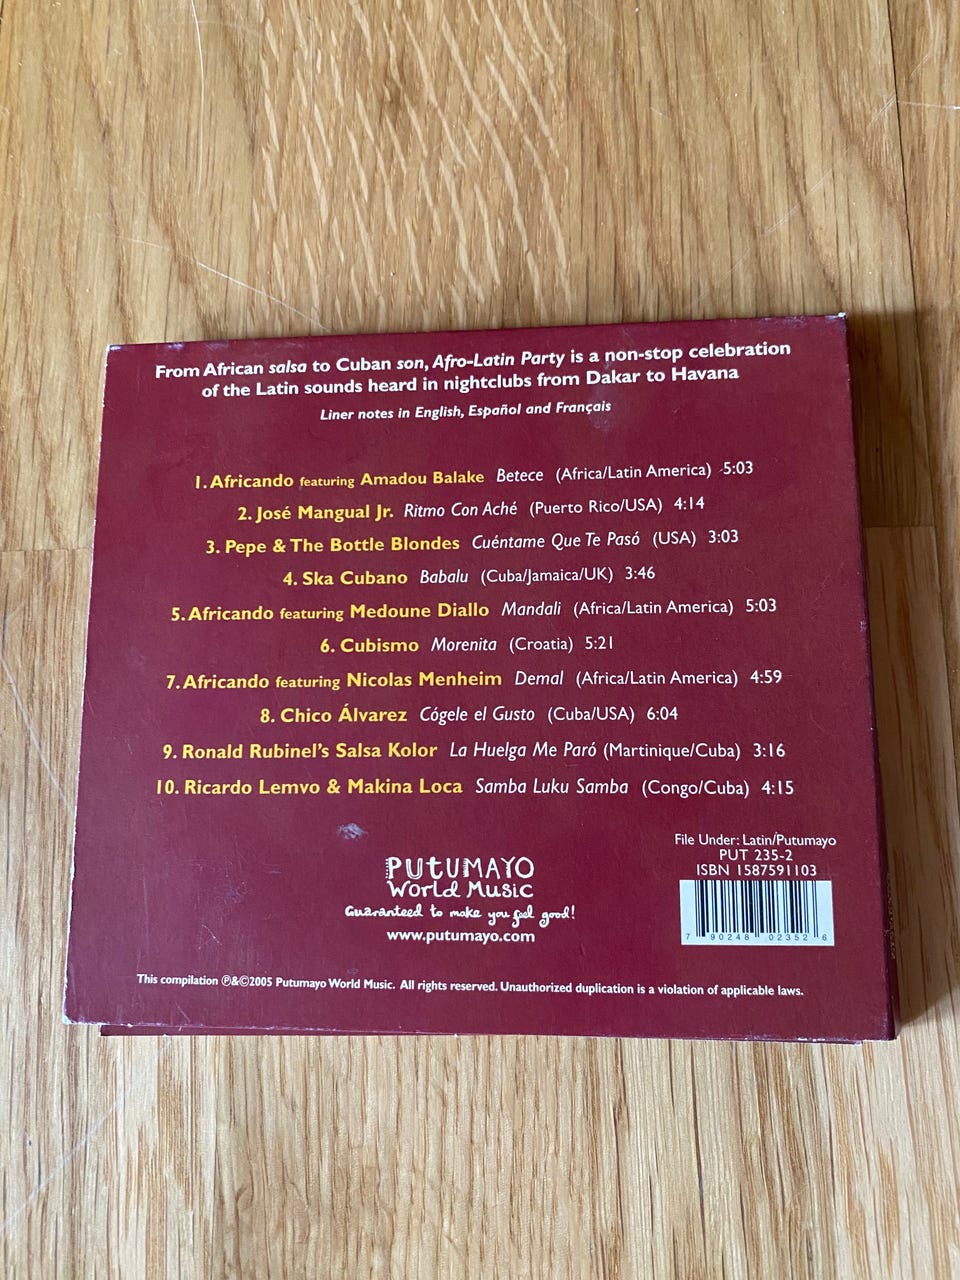 From African salsa to Cuban son, Afro-Latin Party is a non-stop celebration
of the Latin sounds heard in nightclubs from Dakar to Havana
Liner notes in English, Español and Français
1. Africando featuring Amadou Balake Betece (Africa/Latin America) 5:03
2. José Mangual Jr. Ritmo Con Aché (Puerto Rico/USA) 4:14
3. Pepe & The Bottle Blondes Cuéntame Que Te Pasó (USA) 3:03
4. Ska Cubano Babalu (Cuba/Jamaica/UK) 3:46
5. Africando featuring Medoune Diallo Mandali (Africa/Latin America) 5:03
6. Cubismo Morenita (Croatia) 5:21
7. Africando featuring Nicolas Menheim Demal (Africa/Latin America) 4:59
8. Chico Álvarez Cógele el Gusto (Cuba/USA) 6:04
9. Ronald Rubinel's Salsa Kolor La Huelga Me Paró (Martinique/Cuba) 3:16
10. Ricardo Lemvo & Makina Loca Samba Luku Samba (Congo/Cuba) 4:15
File Under: Latin/Putumayo
PUT 235-2
ISBN 1587591103
7 90248 02352 6
PUTUMAYO
World Music
Guaranteed to make you feel good!
www.putumayo.com
This compilation ℗&©2005 Putumayo World Music. All rights reserved. Unauthorized duplication is a violation of applicable laws.